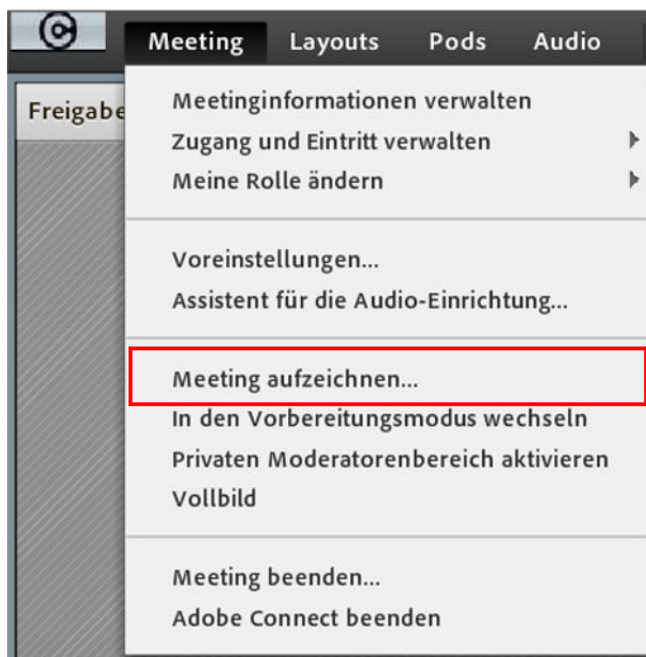 Meeting Layouts Pods Audio
Freigabe
Meetinginformationen verwalten
Zugang und Eintritt verwalten
Meine Rolle ändern
Voreinstellungen...
Assistent für die Audio-Einrichtung...
Meeting aufzeichnen...
In den Vorbereitungsmodus wechseln
Privaten Moderatorenbereich aktivieren
Vollbild
Meeting beenden...
Adobe Connect beenden